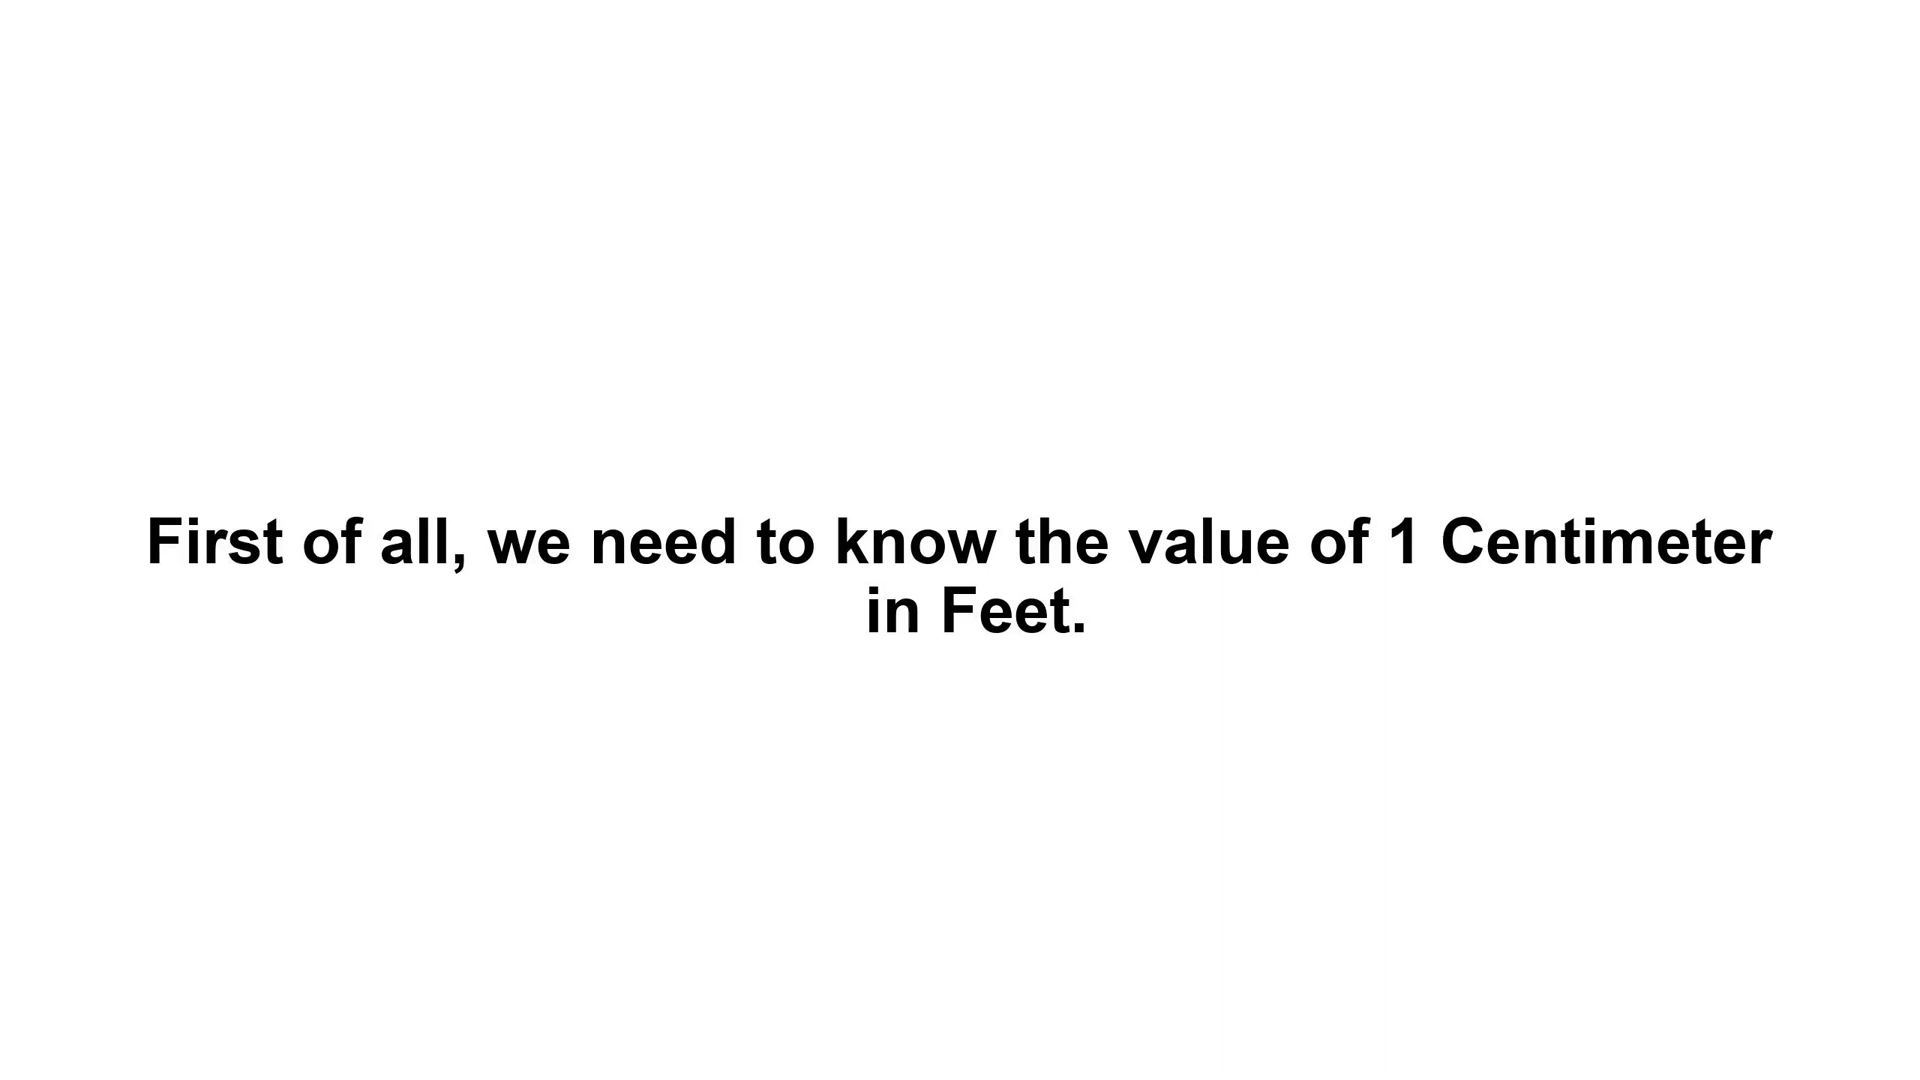 First of all, we need to know the value of 1 Centimeter
in Feet.